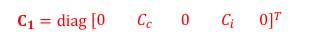 C₁ = diag [0 C_c 0 C_i 0]ᵀ